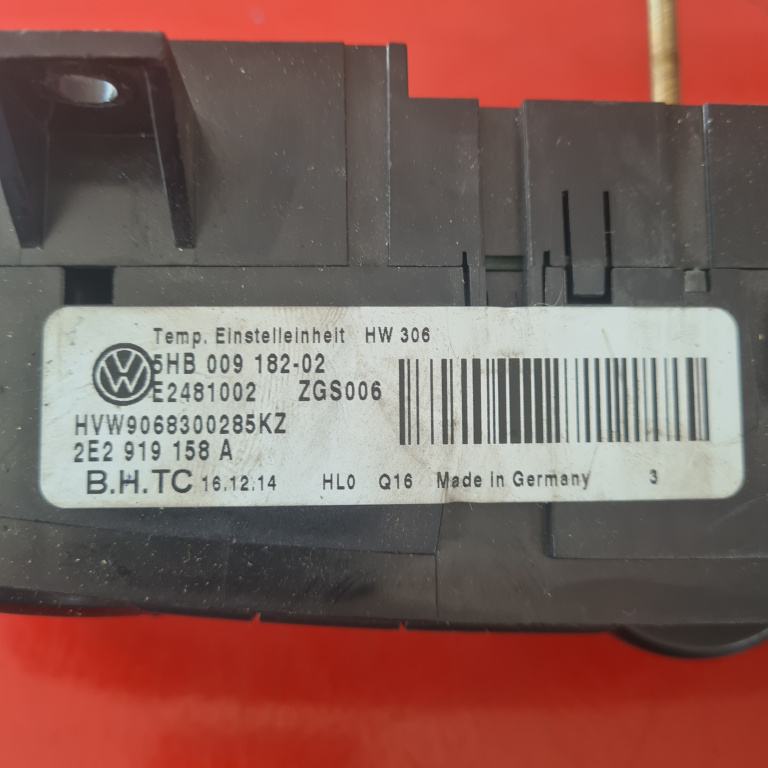 Temp. Einstelleinheit HW 306
5HB 009 182-02
E2481002 ZGS006
HVW9068300285KZ
2E2 919 158 A
B.H.TC 16.12.14 HL0 Q16 Made in Germany 3